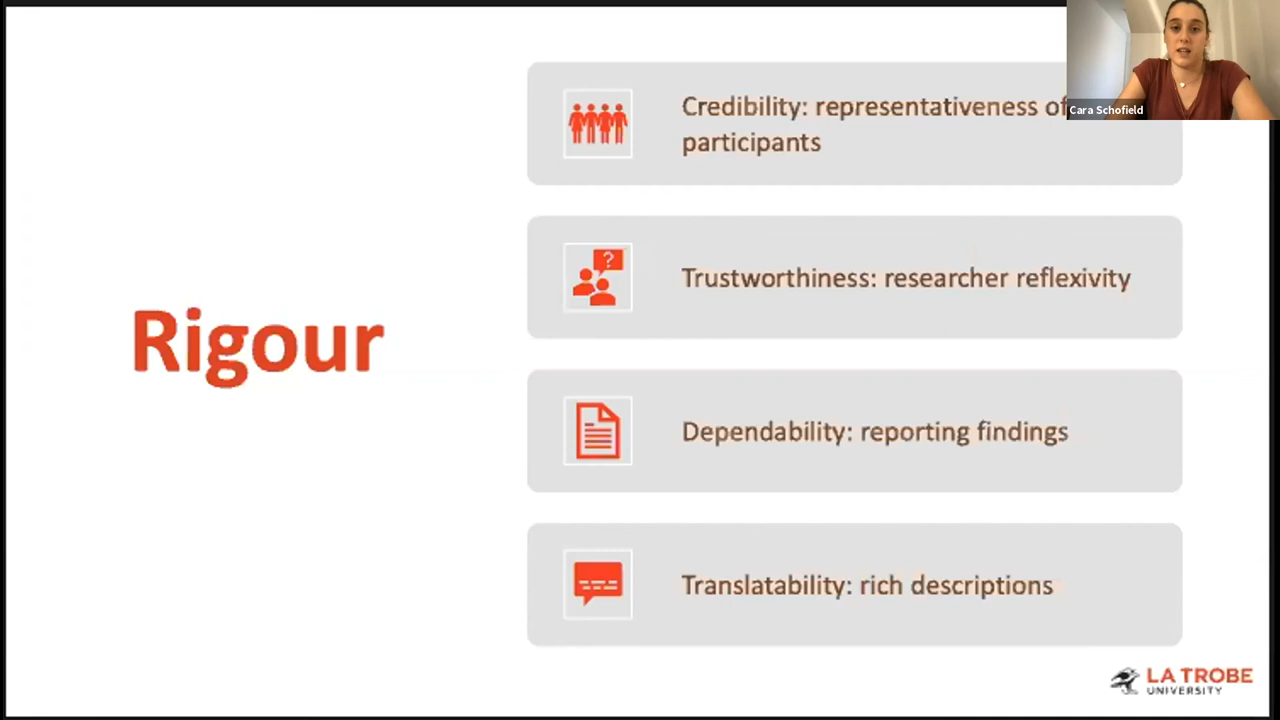 Credibility: representativeness of
participants
Cara Schofield
?
Trustworthiness: researcher reflexivity
Rigour
Dependability: reporting findings
Translatability: rich descriptions
LA TROBE
UNIVERSITY